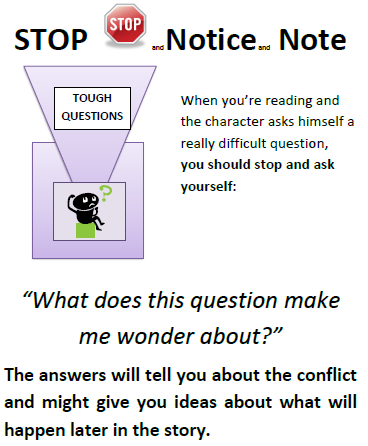 STOP STOP and Notice and Note
TOUGH
QUESTIONS
When you're reading and
the character asks himself a
really difficult question,
you should stop and ask
yourself:
?
“What does this question make
me wonder about?”
The answers will tell you about the conflict
and might give you ideas about what will
happen later in the story.